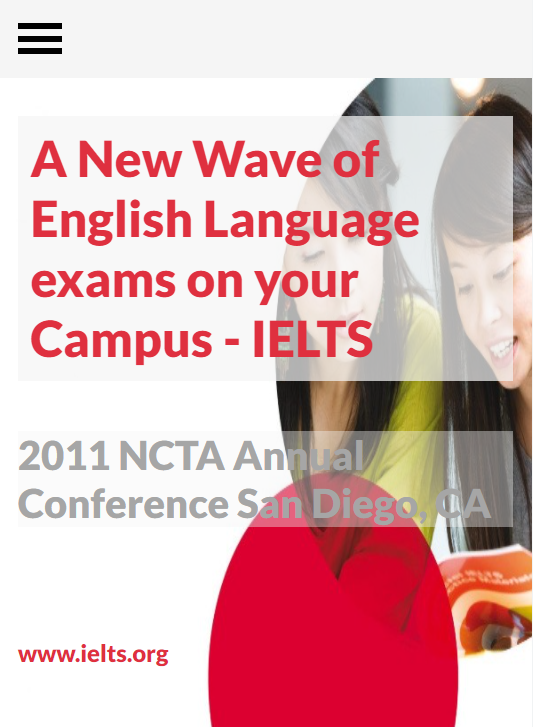 A New Wave of
English Language
exams on your
Campus - IELTS
2011 NCTA Annual
Conference San Diego, CA
www.ielts.org